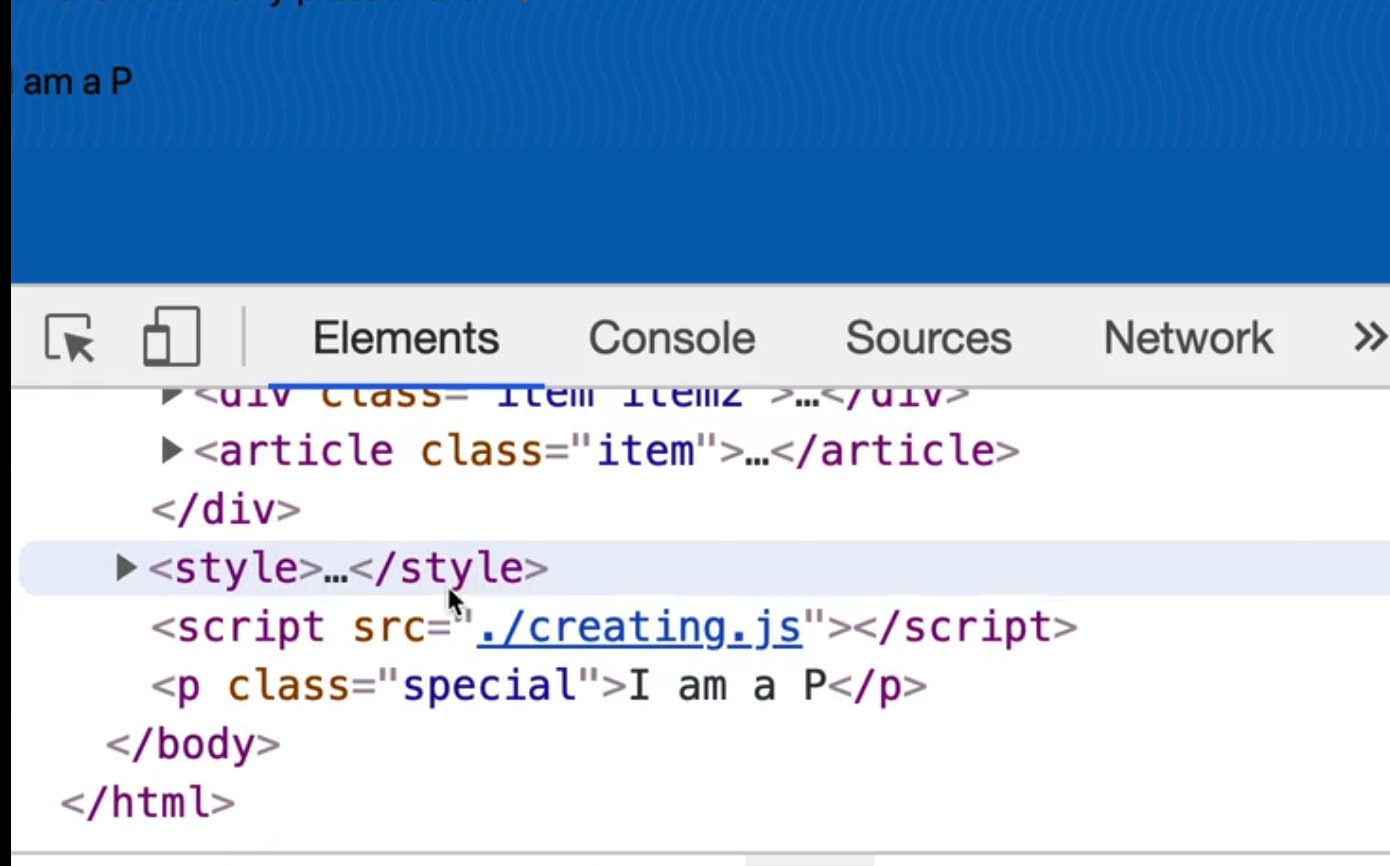 I am a P
Elements Console Sources Network »
▶<div class="item item2">…</div>
▶<article class="item">…</article>
</div>
▶<style>…</style>
<script src="./creating.js"></script>
<p class="special">I am a P</p>
</body>
</html>